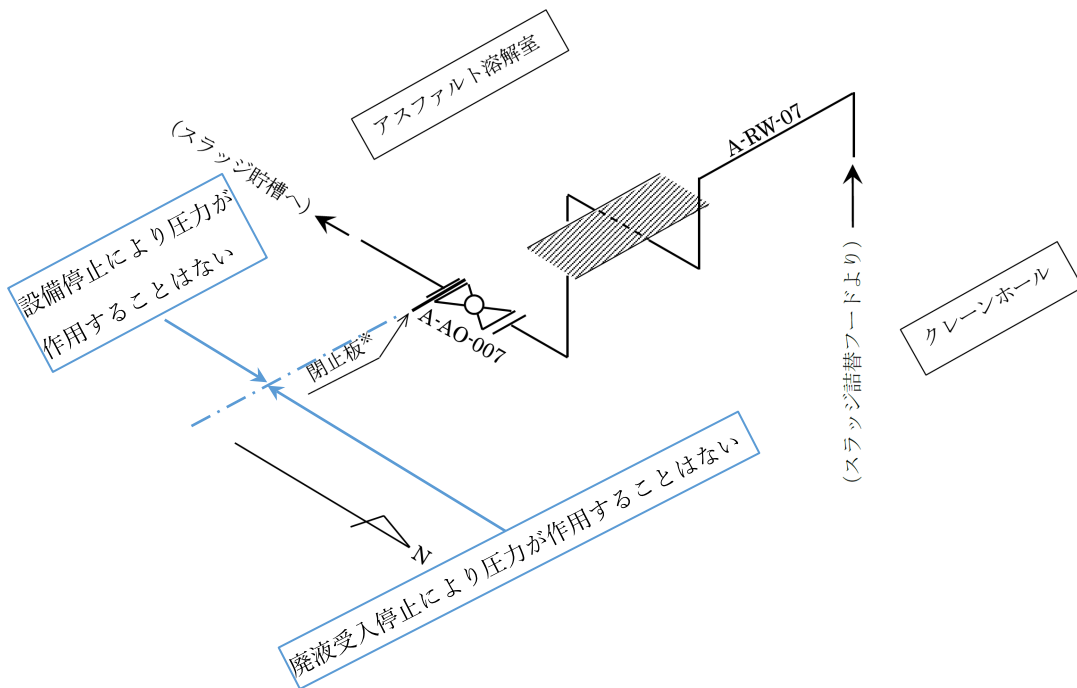 アスファルト溶解室
(スラッジ貯槽へ)
A-RW-07
設備停止により圧力が
作用することはない
クレーンホール
A-AO-007
閉止板※
(スラッジ詰替フードより)
廃液受入停止により圧力が作用することはない
N